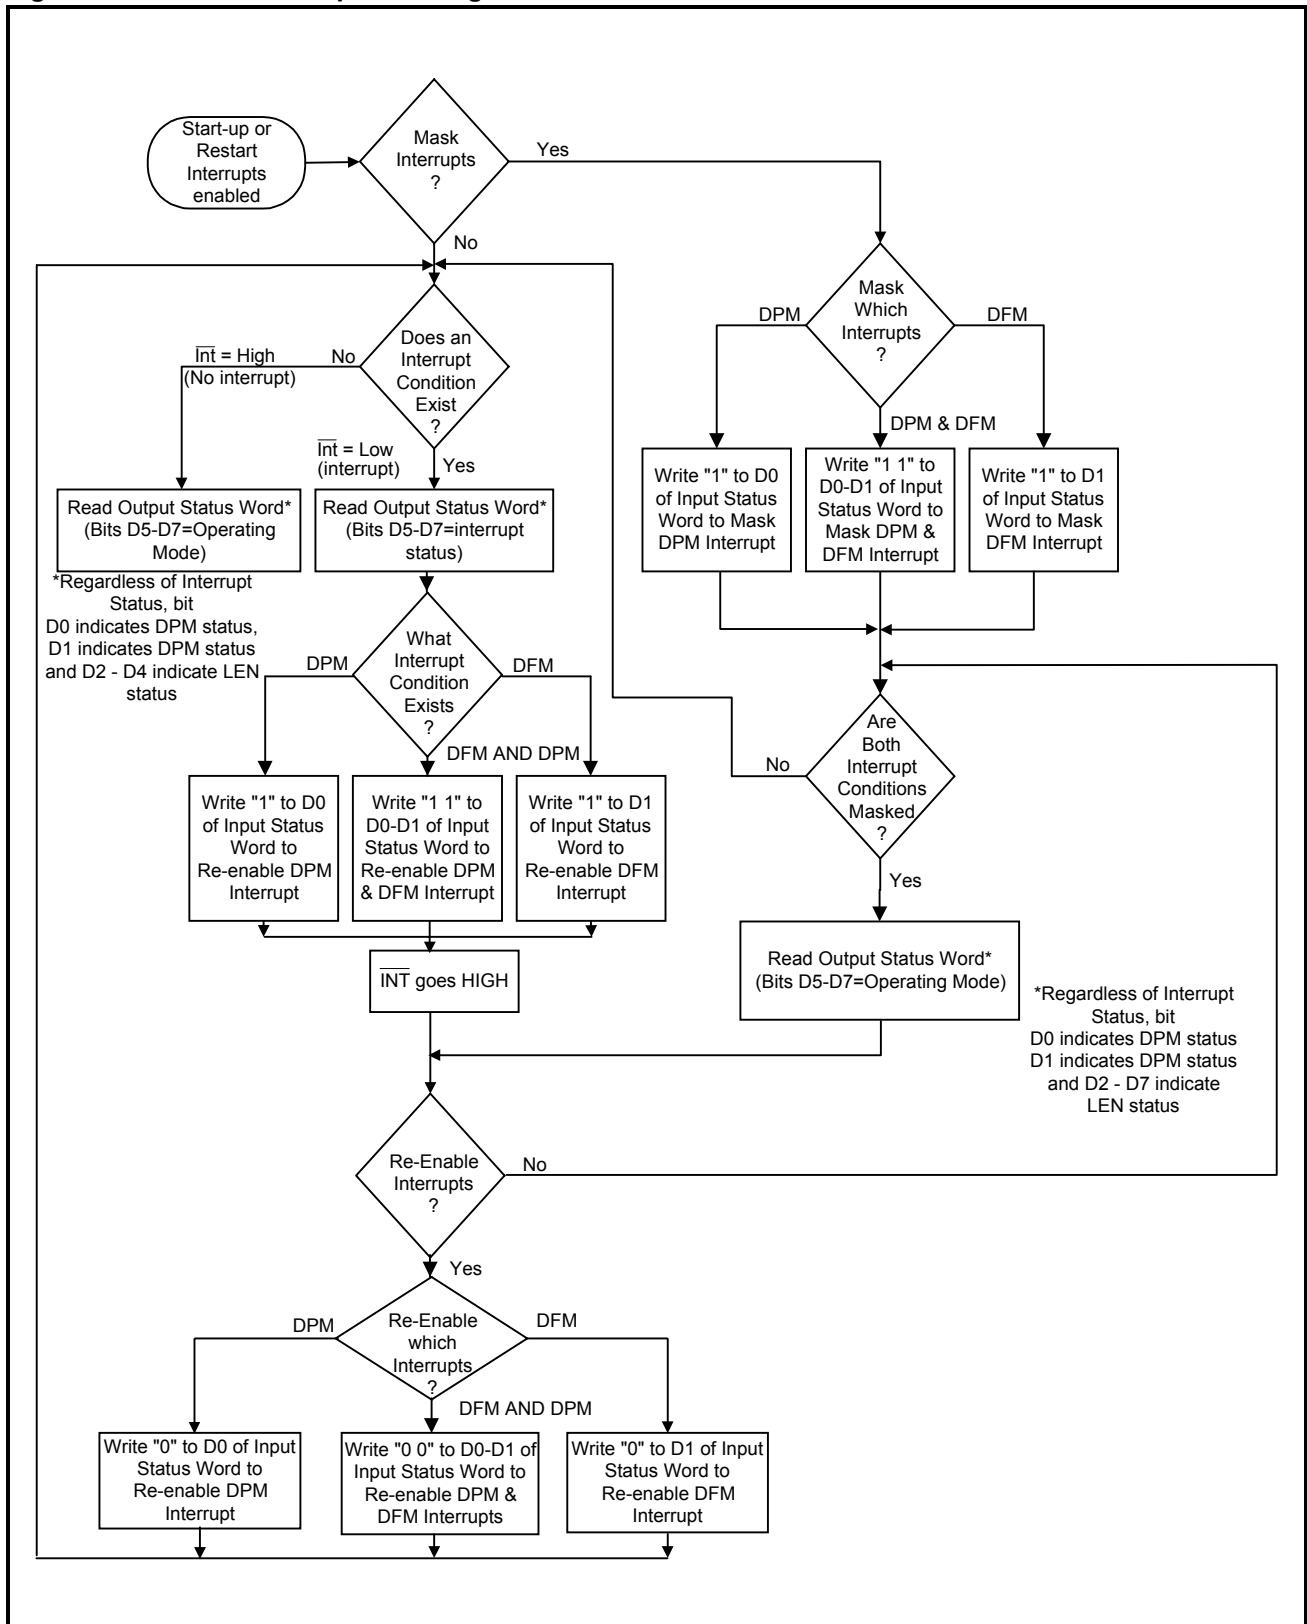 Start-up or
Restart
Interrupts
enabled
Mask
Interrupts
?
Yes
No
Mask
Which
Interrupts
?
DPM
DFM
DPM & DFM
Does an
Interrupt
Condition
Exist
?
Int = High
(No interrupt)
No
Int = Low
(interrupt)
Yes
Write "1" to D0
of Input Status
Word to Mask
DPM Interrupt
Write "1 1" to
D0-D1 of Input
Status Word to
Mask DPM &
DFM Interrupt
Write "1" to D1
of Input Status
Word to Mask
DFM Interrupt
Read Output Status Word*
(Bits D5-D7=Operating
Mode)
Read Output Status Word*
(Bits D5-D7=interrupt
status)
*Regardless of Interrupt
Status, bit
D0 indicates DPM status,
D1 indicates DPM status
and D2 - D4 indicate LEN
status
What
Interrupt
Condition
Exists
?
DPM
DFM
DFM AND DPM
Are
Both
Interrupt
Conditions
Masked
?
No
Yes
Write "1" to D0
of Input Status
Word to
Re-enable DPM
Interrupt
Write "1 1" to
D0-D1 of Input
Status Word to
Re-enable DPM
& DFM Interrupt
Write "1" to D1
of Input Status
Word to
Re-enable DFM
Interrupt
INT goes HIGH
Read Output Status Word*
(Bits D5-D7=Operating Mode)
*Regardless of Interrupt
Status, bit
D0 indicates DPM status
D1 indicates DPM status
and D2 - D7 indicate
LEN status
Re-Enable
Interrupts
?
No
Yes
Re-Enable
which
Interrupts
?
DPM
DFM
DFM AND DPM
Write "0" to D0 of Input
Status Word to
Re-enable DPM
Interrupt
Write "0 0" to D0-D1 of
Input Status Word to
Re-enable DPM &
DFM Interrupts
Write "0" to D1 of Input
Status Word to
Re-enable DFM
Interrupt